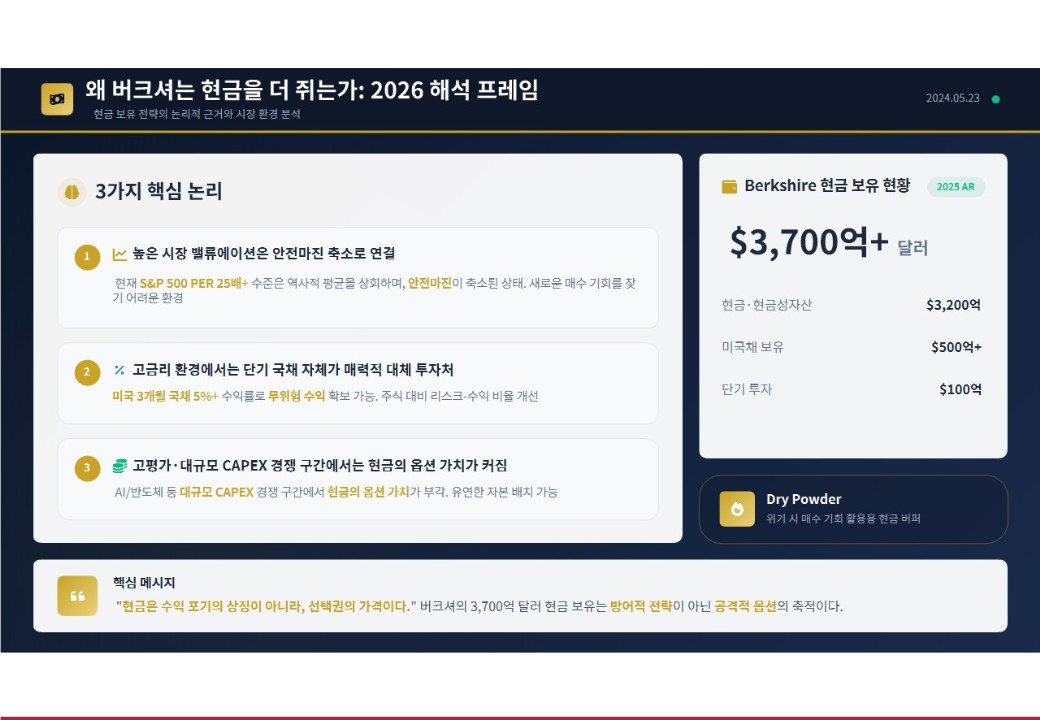 왜 버크셔는 현금을 더 쥐는가: 2026 해석 프레임
현금 보유 전략의 논리적 근거와 시장 환경 분석
2024.05.23
3가지 핵심 논리
1
높은 시장 밸류에이션은 안전마진 축소로 연결
현재 S&P 500 PER 25배+ 수준은 역사적 평균을 상회하며, 안전마진이 축소된 상태. 새로운 매수 기회를 찾
기 어려운 환경
2
고금리 환경에서는 단기 국채 자체가 매력적 대체 투자처
미국 3개월 국채 5%+ 수익률로 무위험 수익 확보 가능. 주식 대비 리스크·수익 비율 개선
3
고평가·대규모 CAPEX 경쟁 구간에서는 현금의 옵션 가치가 커짐
AI/반도체 등 대규모 CAPEX 경쟁 구간에서 현금의 옵션 가치가 부각. 유연한 자본 배치 가능
Berkshire 현금 보유 현황
2025 AR
$3,700억+ 달러
현금·현금성자산 $3,200억
미국채 보유 $500억+
단기 투자 $100억
Dry Powder
위기 시 매수 기회 활용용 현금 버퍼
핵심 메시지
"현금은 수익 포기의 상징이 아니라, 선택권의 가격이다." 버크셔의 3,700억 달러 현금 보유는 방어적 전략이 아닌 공격적 옵션의 축적이다.